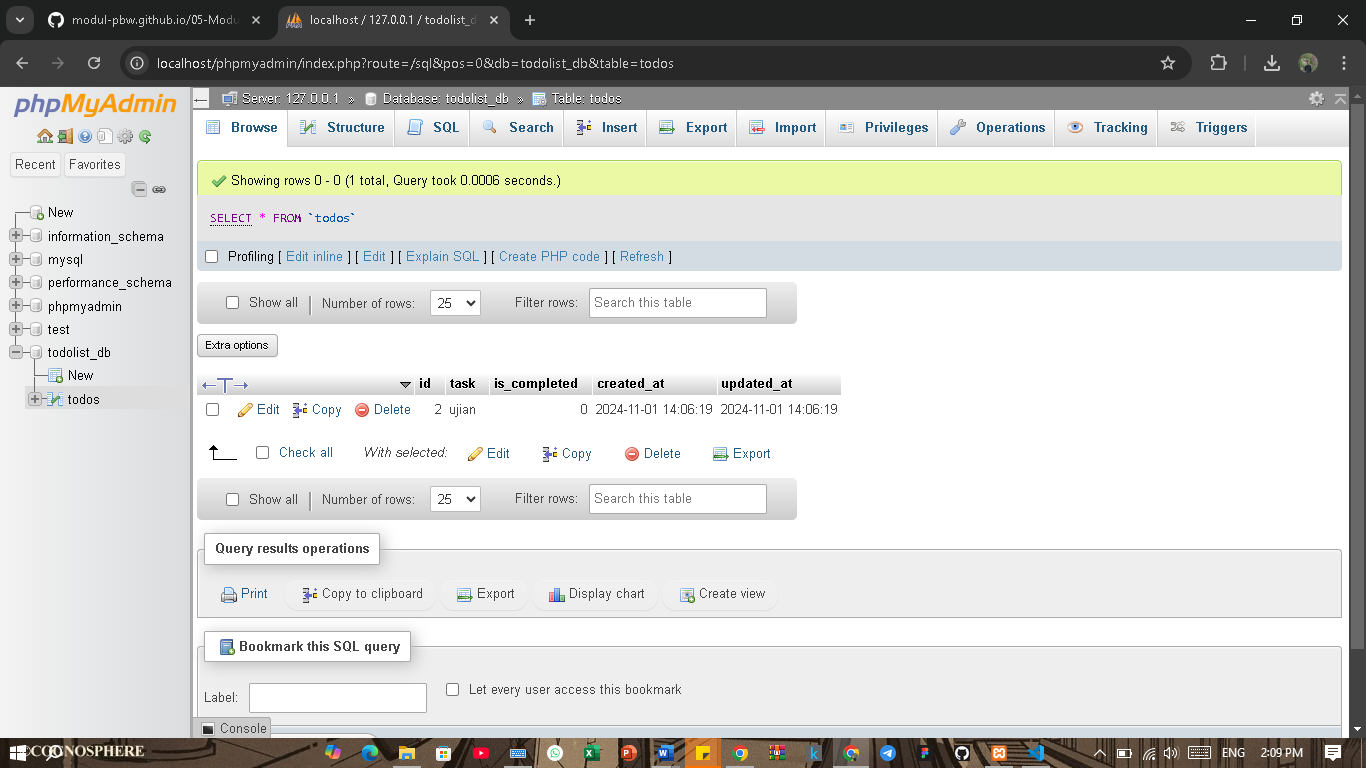 modul-pbw.github.io/05-Modu
localhost / 127.0.0.1 / todolist_d
localhost/phpmyadmin/index.php?route=/sql&pos=0&db=todolist_db&table=todos
phpMyAdmin
Recent Favorites
New
information_schema
mysql
performance_schema
phpmyadmin
test
todolist_db
New
todos
Server: 127.0.0.1 » Database: todolist_db » Table: todos
Browse Structure SQL Search Insert Export Import Privileges Operations Tracking Triggers
Showing rows 0 - 0 (1 total, Query took 0.0006 seconds.)
SELECT * FROM `todos`
Profiling [ Edit inline ] [ Edit ] [ Explain SQL ] [ Create PHP code ] [ Refresh ]
Show all | Number of rows: 25 Filter rows: Search this table
Extra options
id task is_completed created_at updated_at
Edit Copy Delete 2 ujian 0 2024-11-01 14:06:19 2024-11-01 14:06:19
Check all With selected: Edit Copy Delete Export
Show all | Number of rows: 25 Filter rows: Search this table
Query results operations
Print Copy to clipboard Export Display chart Create view
Bookmark this SQL query
Label: Let every user access this bookmark
Console
ENG 2:09 PM